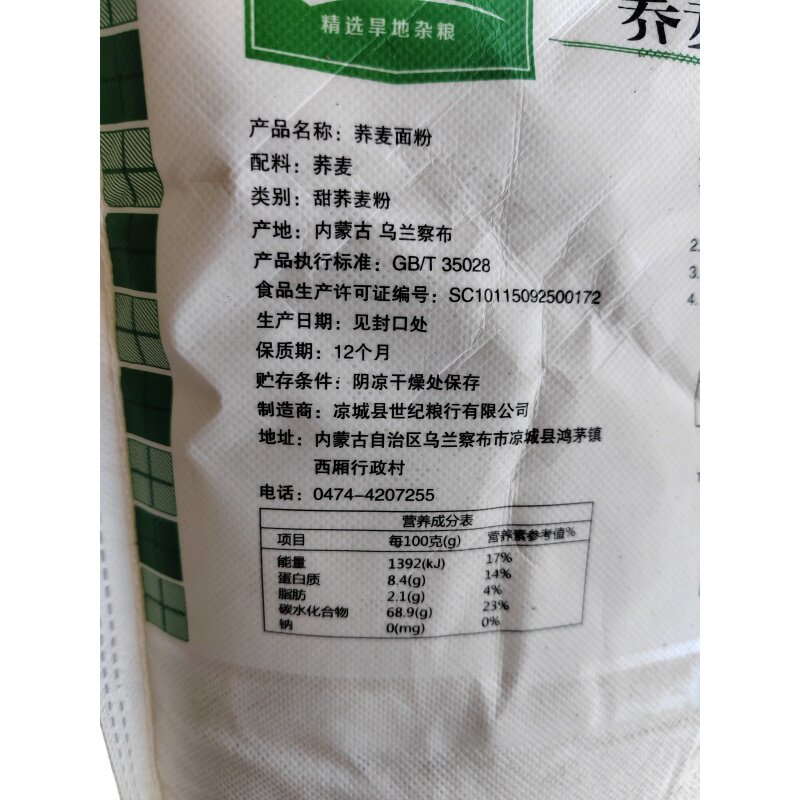 精选旱地杂粮
荞麦
产品名称：荞麦面粉
配料：荞麦
类别：甜荞麦粉
产地：内蒙古 乌兰察布
产品执行标准：GB/T 35028
食品生产许可证编号：SC10115092500172
生产日期：见封口处
保质期：12个月
贮存条件：阴凉干燥处保存
制造商：凉城县世纪粮行有限公司
地址：内蒙古自治区乌兰察布市凉城县鸿茅镇
西厢行政村
电话：0474-4207255
营养成分表
项目 每100克(g) 营养素参考值%
能量 1392(kJ) 17%
蛋白质 8.4(g) 14%
脂肪 2.1(g) 4%
碳水化合物 68.9(g) 23%
钠 0(mg) 0%
2.
3.
4.